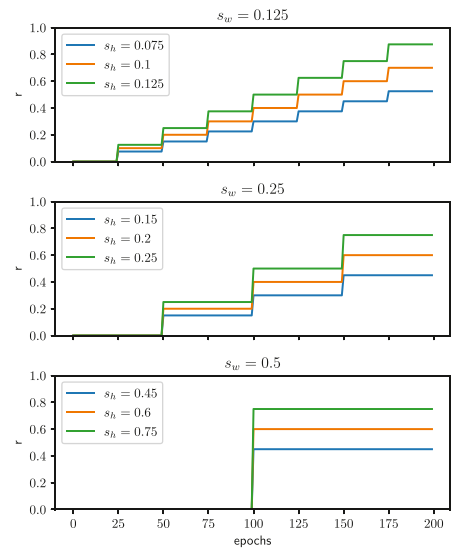 s_w = 0.125
1.0
0.8
0.6
0.4
0.2
0.0
r
s_h = 0.075
s_h = 0.1
s_h = 0.125
s_w = 0.25
1.0
0.8
0.6
0.4
0.2
0.0
r
s_h = 0.15
s_h = 0.2
s_h = 0.25
s_w = 0.5
1.0
0.8
0.6
0.4
0.2
0.0
r
s_h = 0.45
s_h = 0.6
s_h = 0.75
0 25 50 75 100 125 150 175 200
epochs